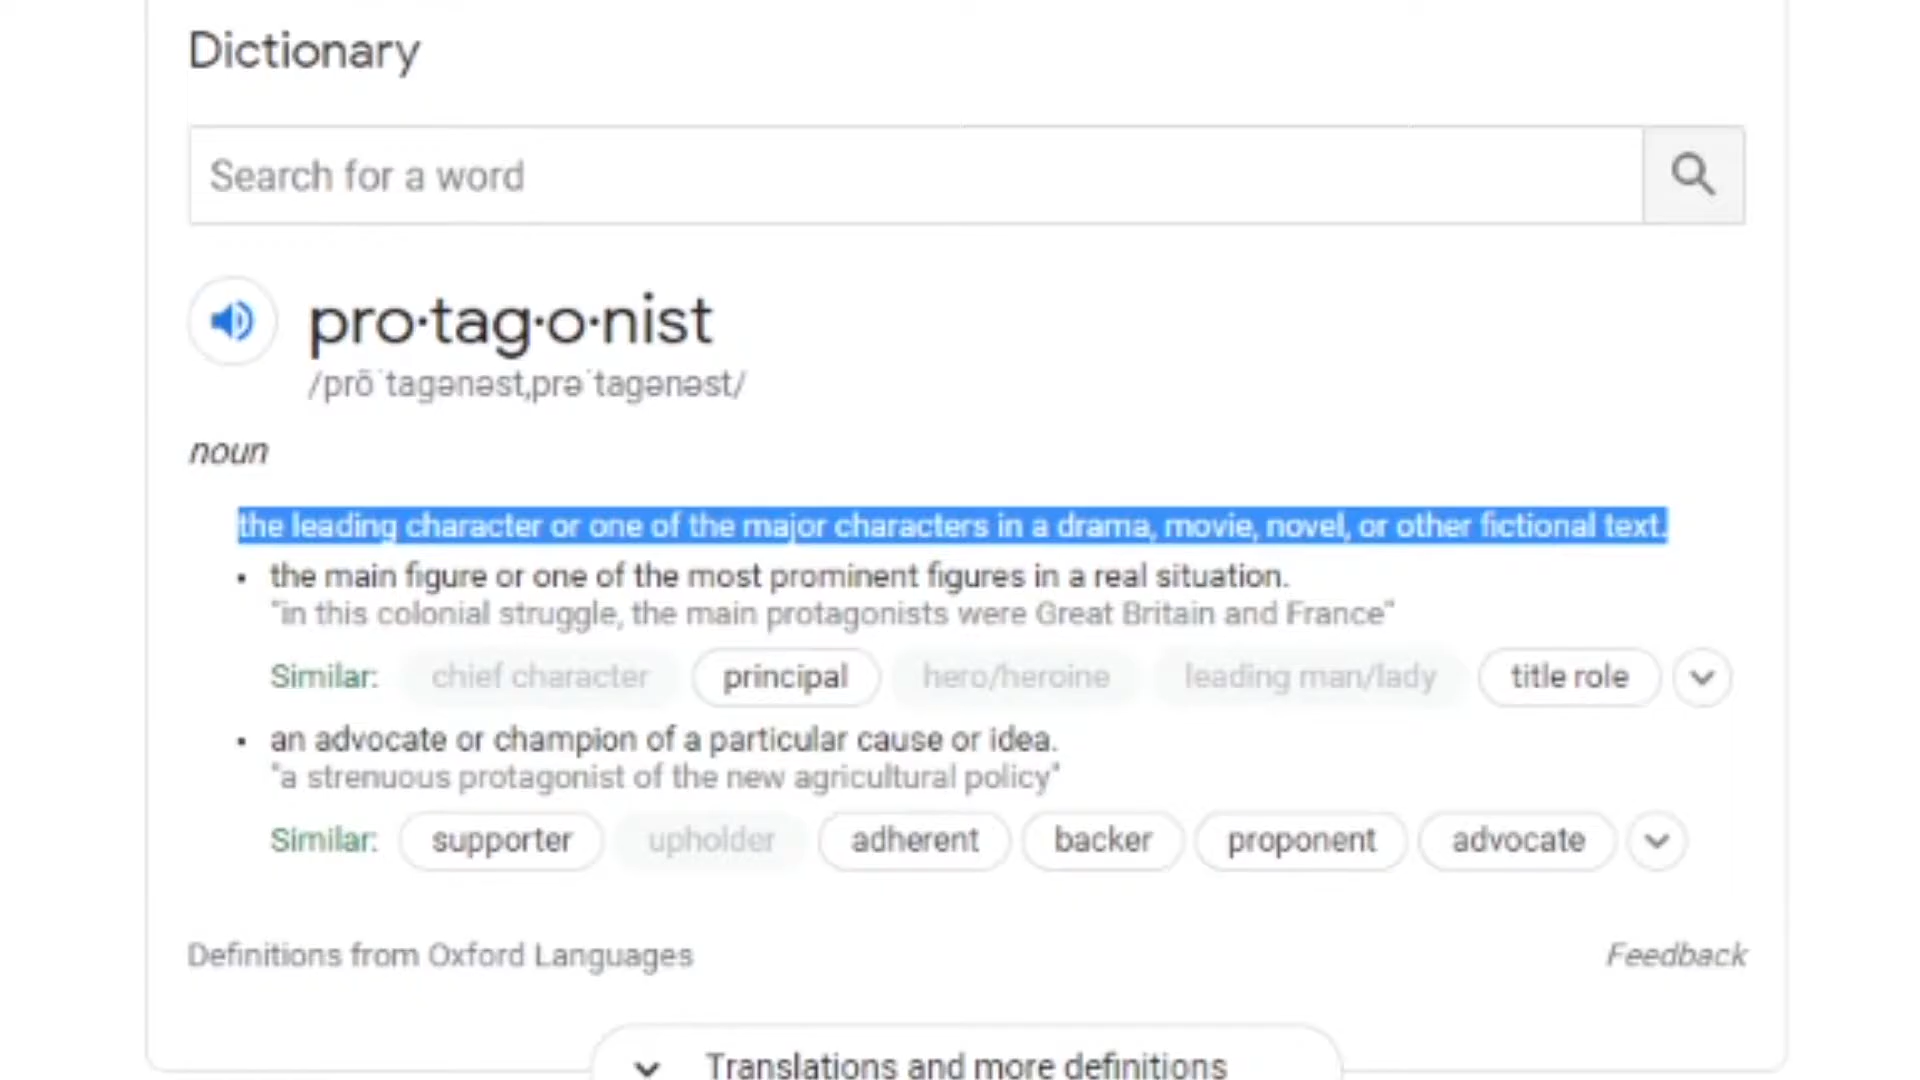 Dictionary
Search for a word
pro·tag·o·nist
/prōˈtaɡənəst,prəˈtaɡənəst/
noun
the leading character or one of the major characters in a drama, movie, novel, or other fictional text.
• the main figure or one of the most prominent figures in a real situation.
"in this colonial struggle, the main protagonists were Great Britain and France"
Similar: chief character principal hero/heroine leading man/lady title role
• an advocate or champion of a particular cause or idea.
"a strenuous protagonist of the new agricultural policy"
Similar: supporter upholder adherent backer proponent advocate
Definitions from Oxford Languages Feedback
Translations and more definitions